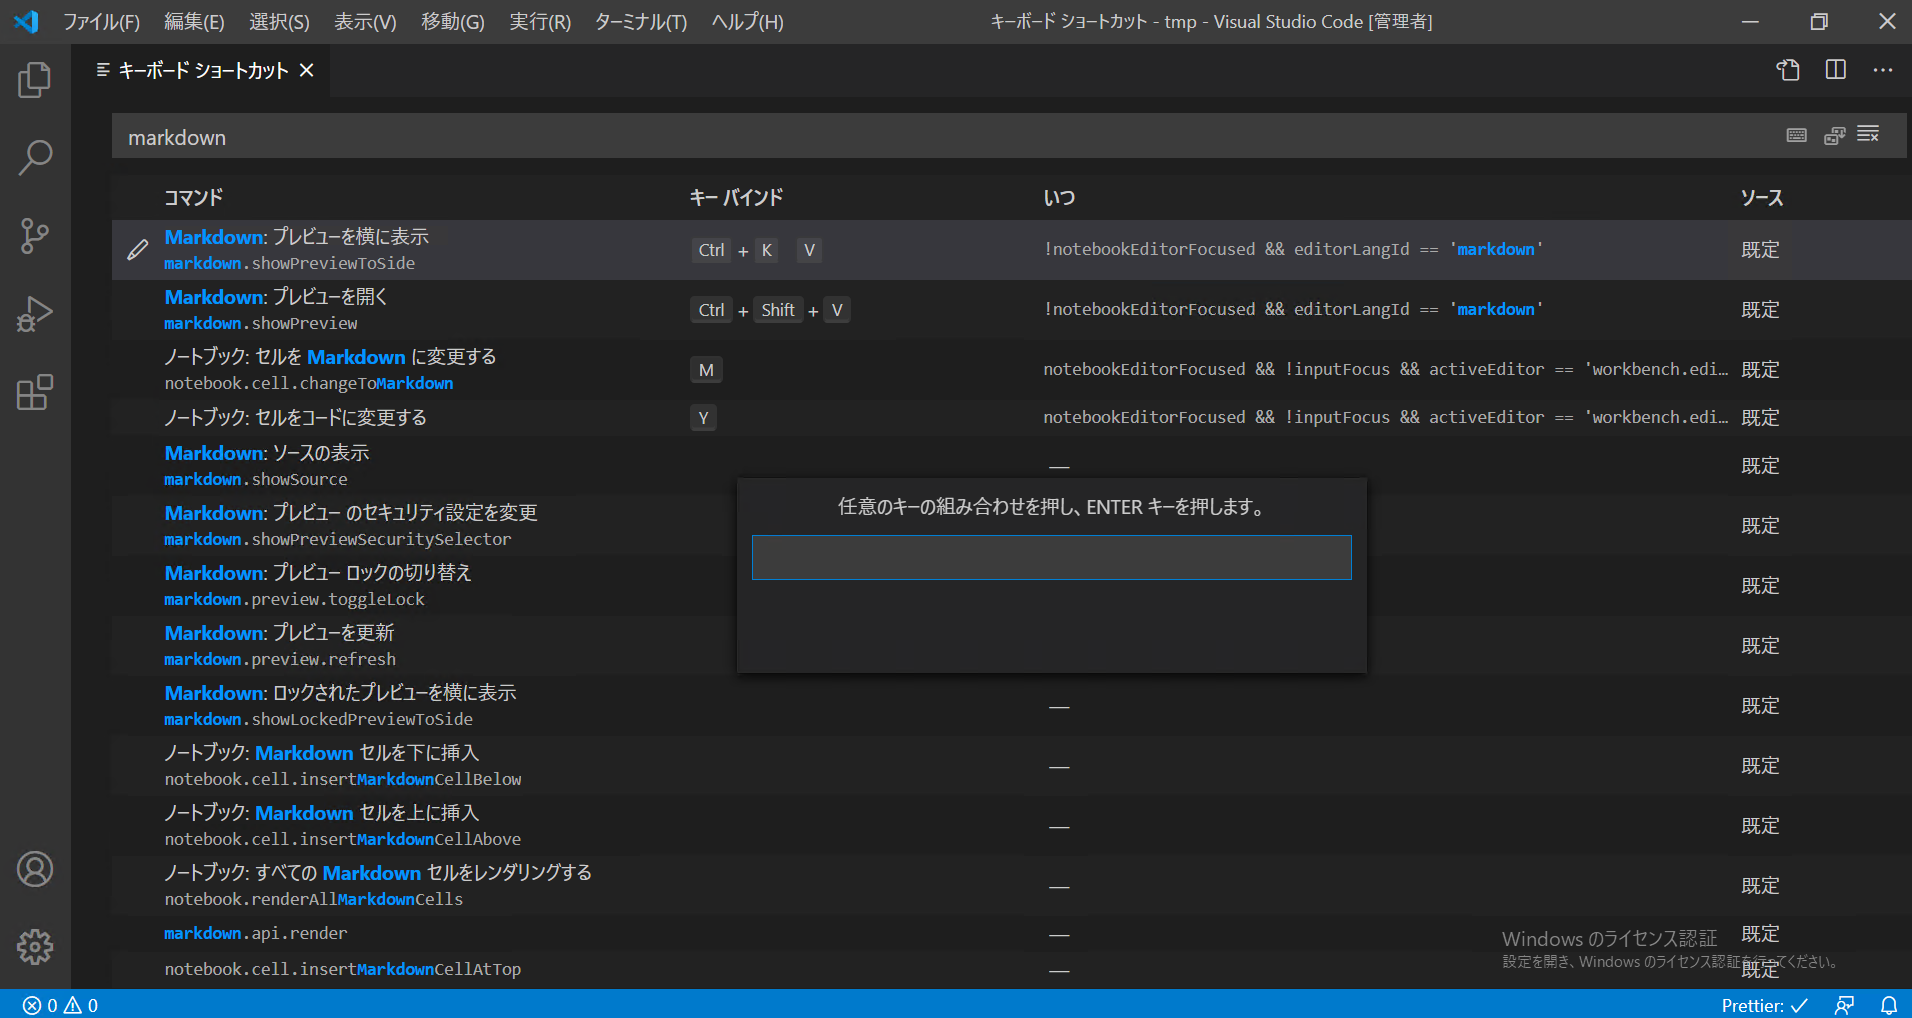 ファイル(F) 編集(E) 選択(S) 表示(V) 移動(G) 実行(R) ターミナル(T) ヘルプ(H) キーボード ショートカット - tmp - Visual Studio Code [管理者]
キーボード ショートカット
markdown
コマンド キー バインド いつ ソース
Markdown: プレビューを横に表示
markdown.showPreviewToSide
Ctrl + K V !notebookEditorFocused && editorLangId == 'markdown' 既定
Markdown: プレビューを開く
markdown.showPreview
Ctrl + Shift + V !notebookEditorFocused && editorLangId == 'markdown' 既定
ノートブック: セルを Markdown に変更する
notebook.cell.changeToMarkdown
M notebookEditorFocused && !inputFocus && activeEditor == 'workbench.edi… 既定
ノートブック: セルをコードに変更する Y notebookEditorFocused && !inputFocus && activeEditor == 'workbench.edi… 既定
Markdown: ソースの表示
markdown.showSource
— 既定
任意のキーの組み合わせを押し、ENTER キーを押します。
Markdown: プレビュー のセキュリティ設定を変更
markdown.showPreviewSecuritySelector
既定
Markdown: プレビュー ロックの切り替え
markdown.preview.toggleLock
既定
Markdown: プレビューを更新
markdown.preview.refresh
既定
Markdown: ロックされたプレビューを横に表示
markdown.showLockedPreviewToSide
— 既定
ノートブック: Markdown セルを下に挿入
notebook.cell.insertMarkdownCellBelow
— 既定
ノートブック: Markdown セルを上に挿入
notebook.cell.insertMarkdownCellAbove
— 既定
ノートブック: すべての Markdown セルをレンダリングする
notebook.renderAllMarkdownCells
— 既定
markdown.api.render — 既定
notebook.cell.insertMarkdownCellAtTop — 既定
Windows のライセンス認証
設定を開き、Windows のライセンス認証を行ってください。
0 0 Prettier: ✓